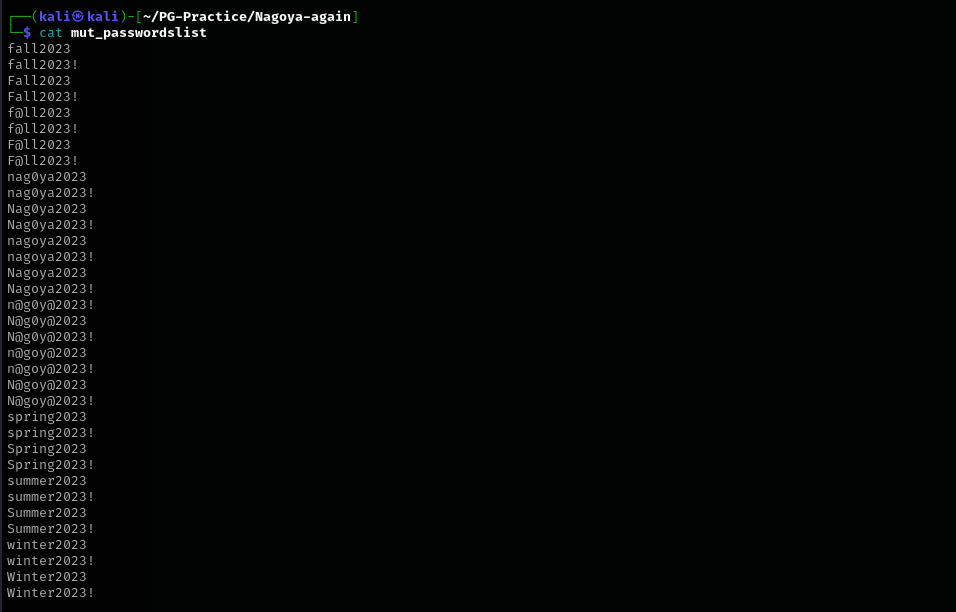 ┌──(kali㉿kali)-[~/PG-Practice/Nagoya-again]
└─$ cat mut_passwordslist
fall2023
fall2023!
Fall2023
Fall2023!
f@ll2023
f@ll2023!
F@ll2023
F@ll2023!
nag0ya2023
nag0ya2023!
Nag0ya2023
Nag0ya2023!
nagoya2023
nagoya2023!
Nagoya2023
Nagoya2023!
n@g0y@2023!
N@g0y@2023
N@g0y@2023!
n@goy@2023
n@goy@2023!
N@goy@2023
N@goy@2023!
spring2023
spring2023!
Spring2023
Spring2023!
summer2023
summer2023!
Summer2023
Summer2023!
winter2023
winter2023!
Winter2023
Winter2023!